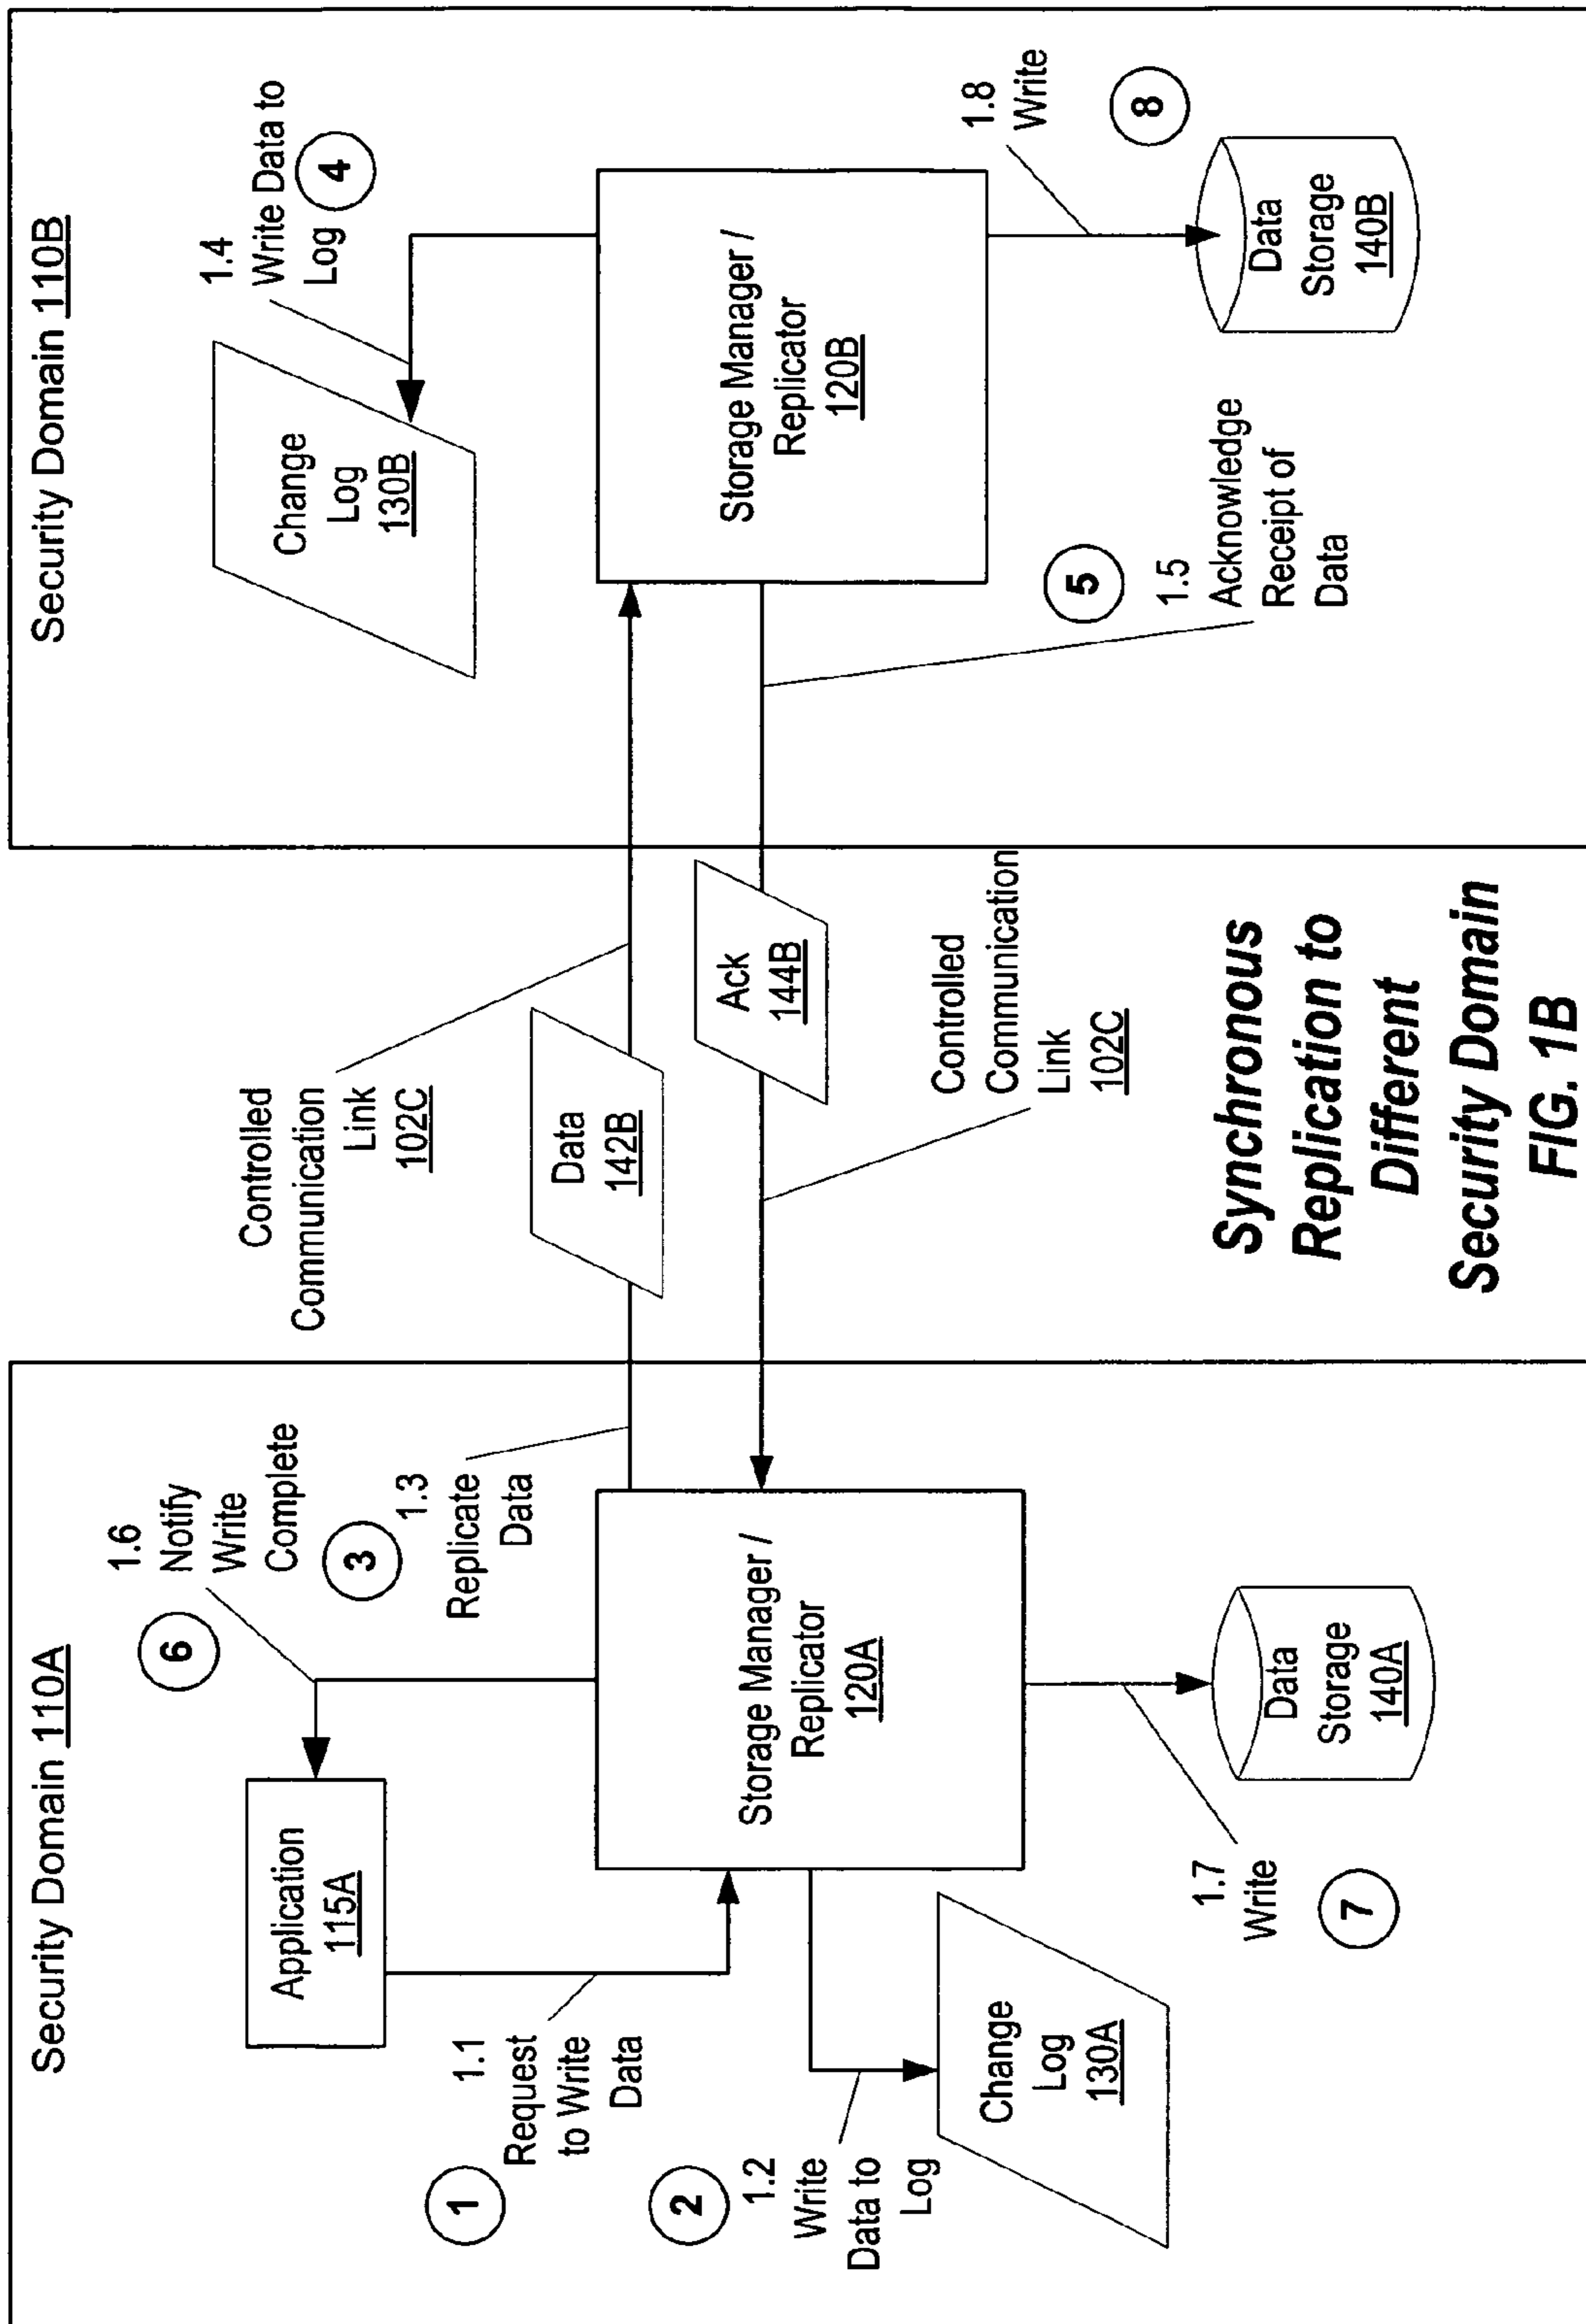 Security Domain 110A
Application
115A
1.6
Notify
Write
Complete
6
1
1.1
Request
to Write
Data
3
1.3
Replicate
Data
2
1.2
Write
Data to
Log
Storage Manager /
Replicator
120A
Change
Log
130A
1.7
Write
7
Data
Storage
140A
Controlled
Communication
Link
102C
Data
142B
Ack
144B
Controlled
Communication
Link 102C
Security Domain 110B
Change
Log
130B
1.4
Write Data to
Log
4
Storage Manager /
Replicator
120B
5
1.5
Acknowledge
Receipt of
Data
1.8
Write
8
Data
Storage
140B
Synchronous
Replication to
Different
Security Domain
FIG. 1B